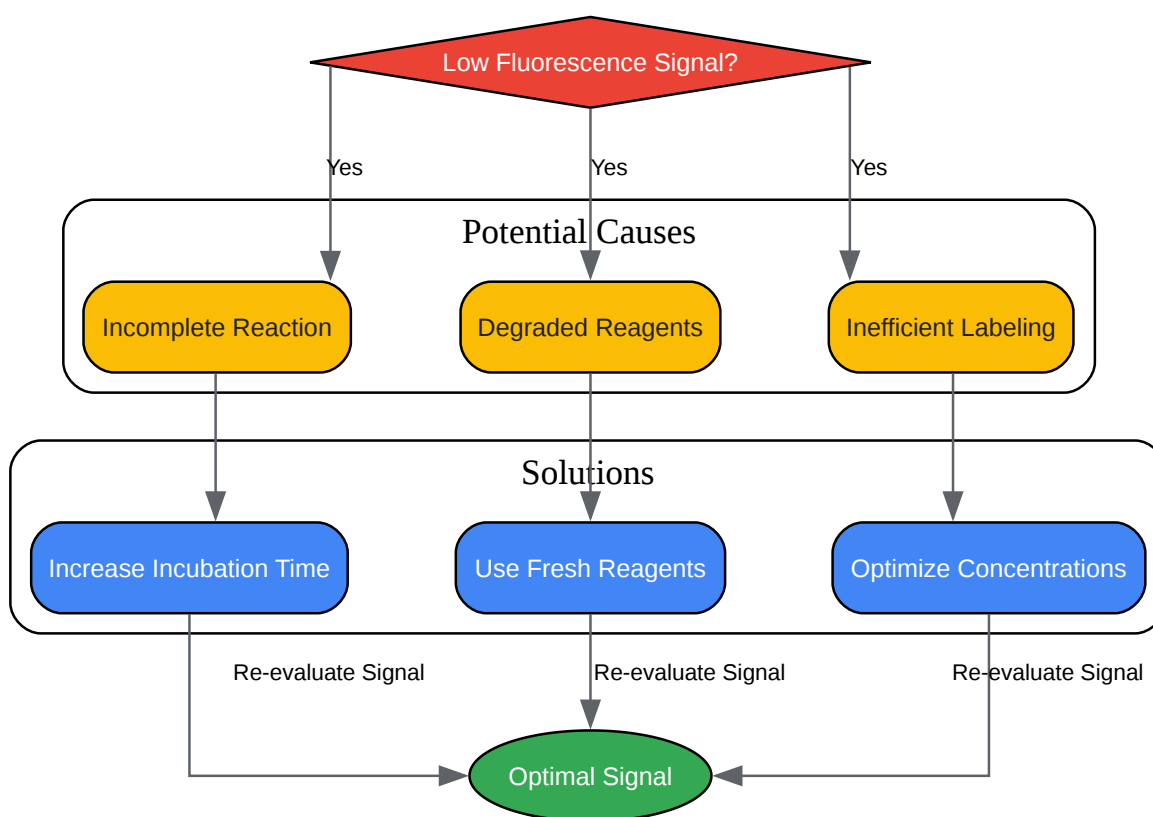 Low Fluorescence Signal?
Yes
Yes
Yes
Potential Causes
Incomplete Reaction
Degraded Reagents
Inefficient Labeling
Solutions
Increase Incubation Time
Use Fresh Reagents
Optimize Concentrations
Re-evaluate Signal
Re-evaluate Signal
Re-evaluate Signal
Optimal Signal